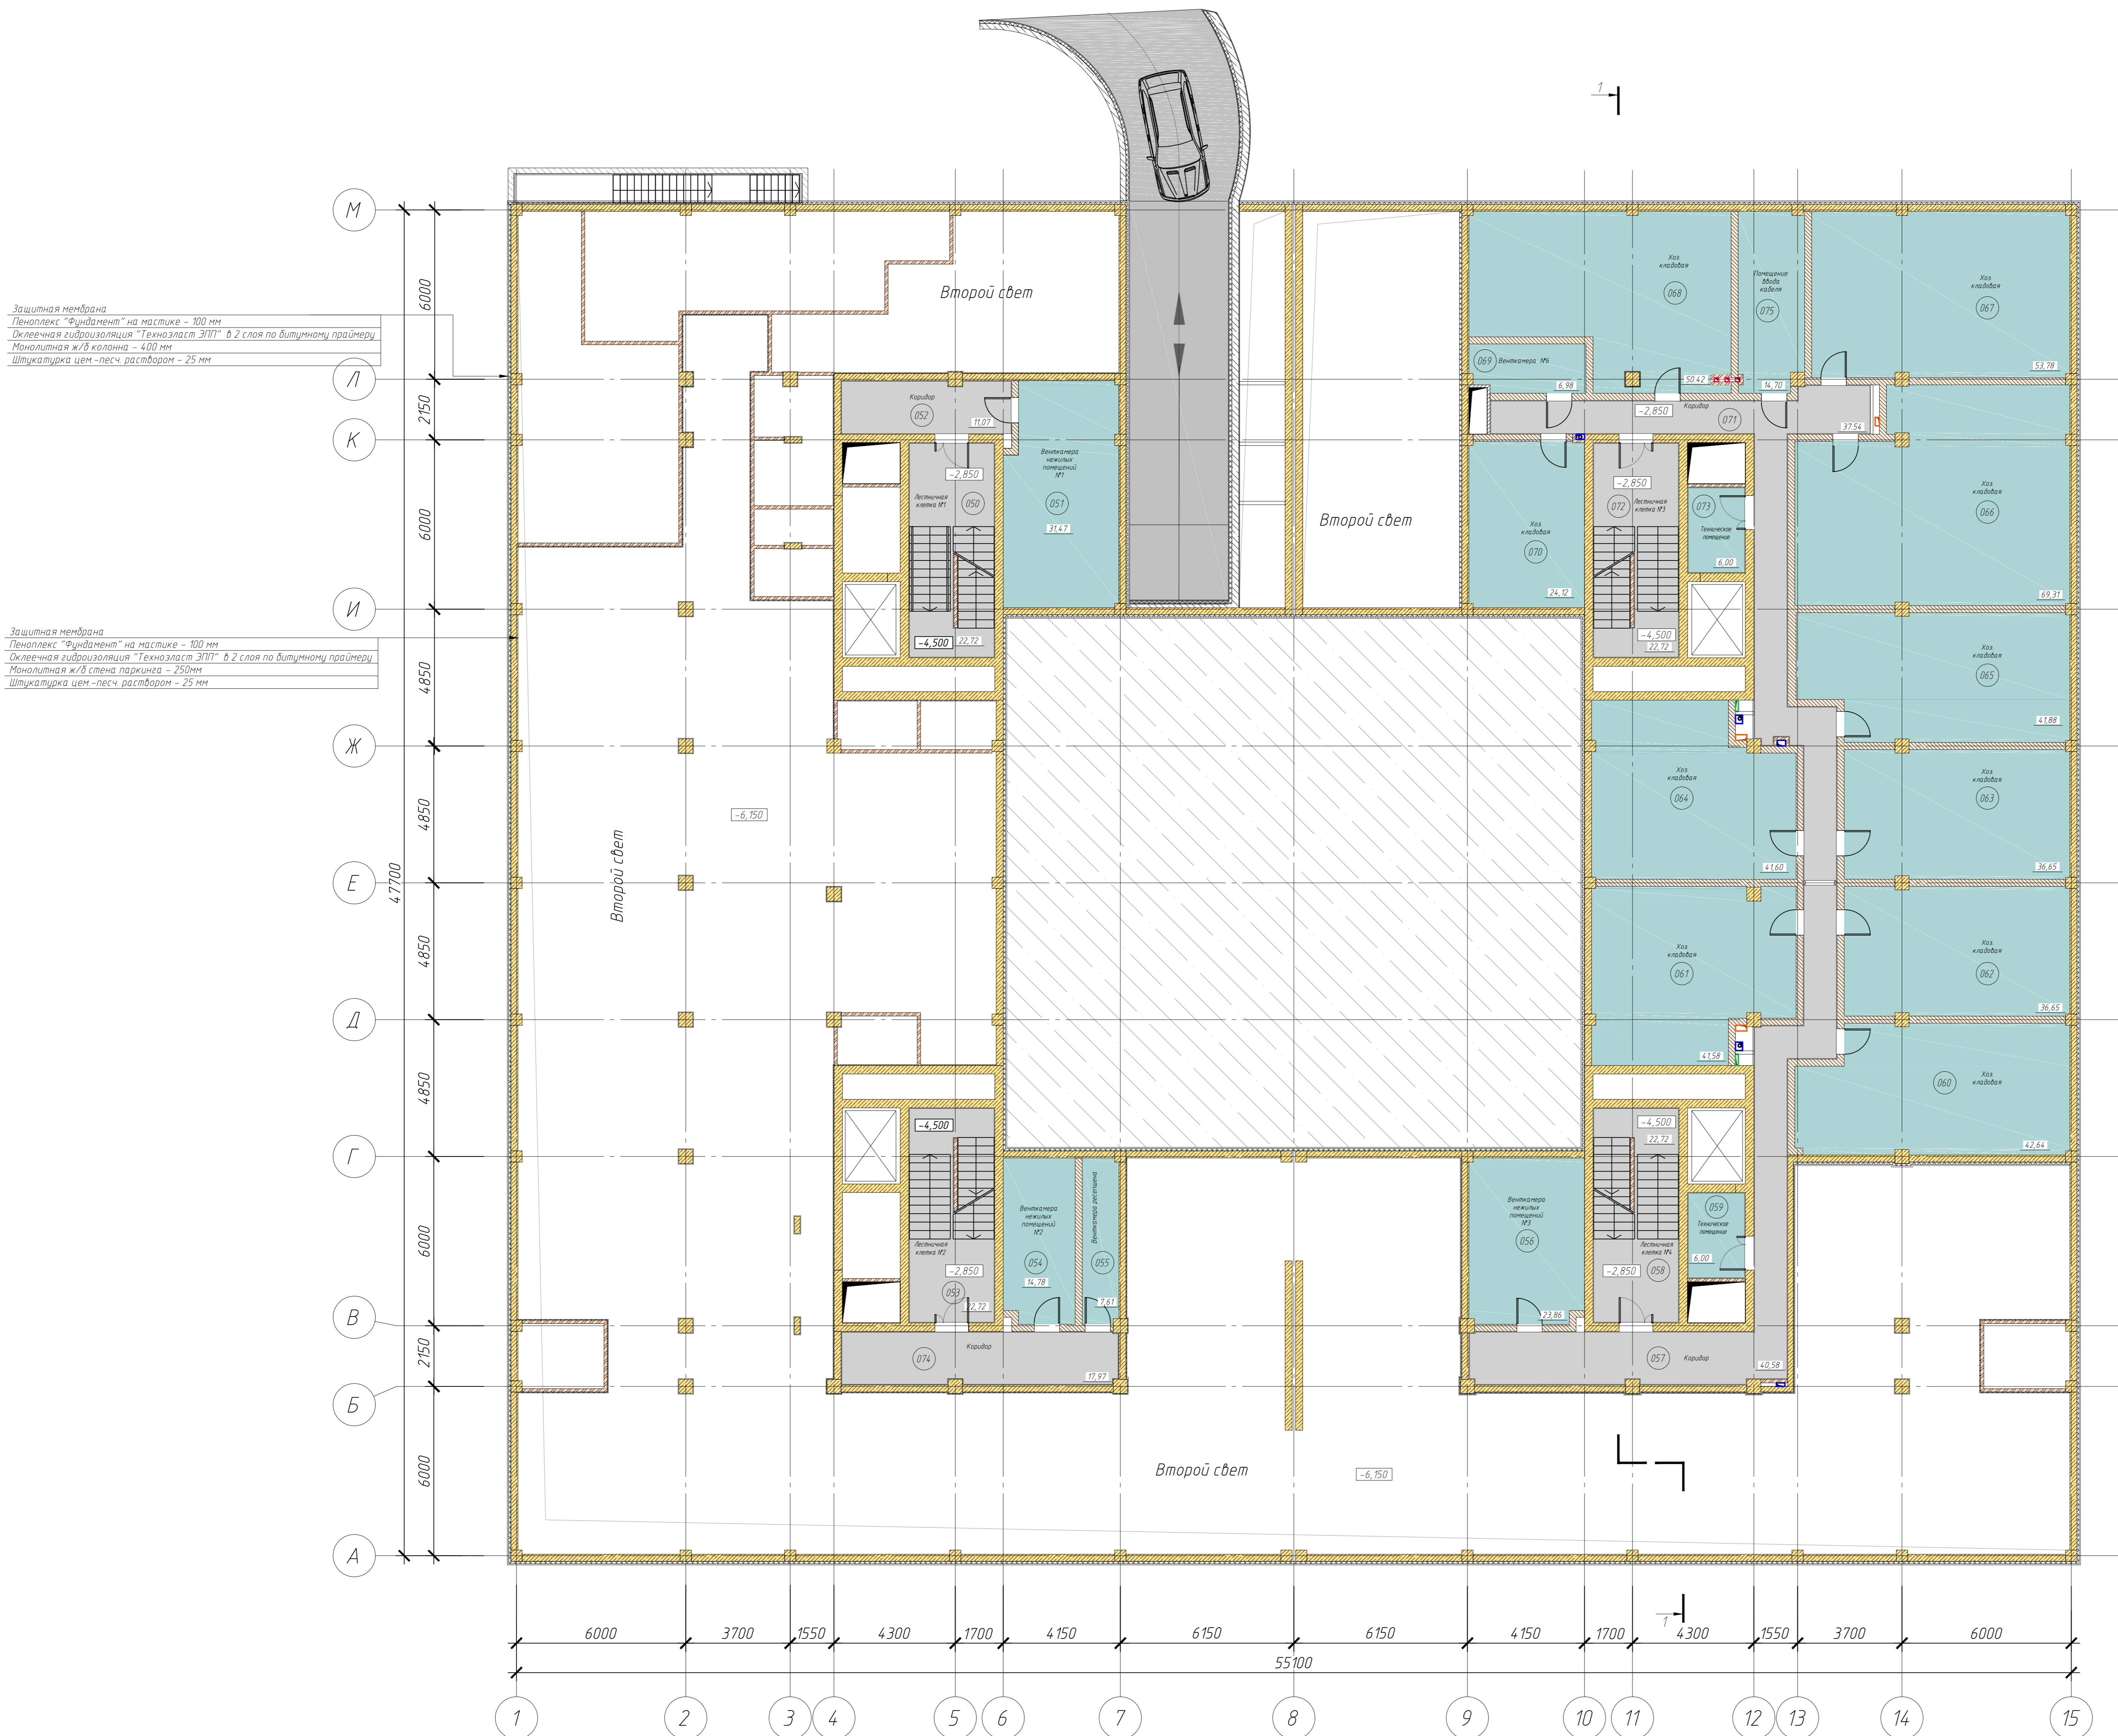 1
М
6000
Второй свет
Хоз.
кладовая
068
Помещение
ввода
кабеля
075
Хоз.
кладовая
067
53,78
Защитная мембрана
Пеноплекс "Фундамент" на мастике - 100 мм
Оклеечная гидроизоляция "Техноэласт ЭПП" в 2 слоя по битумному праймеру
Монолитная ж/б колонна - 400 мм
Штукатурка цем.-песч. раствором - 25 мм
069 Венткамера №6
6,98
50.42
14,70
Л
2150
Коридор
052
11,07
-2,850
Коридор
071
37.54
К
6000
Венткамера
нежилых
помещений
№1
051
31,47
-2,850
Лестничная
клетка №1
050
-4,500
22,72
Второй свет
Хоз.
кладовая
070
24,12
-2,850
072
Лестничная
клетка №3
-4,500
22,72
073
Техническое
помещение
6,00
Хоз.
кладовая
066
69,31
И
Защитная мембрана
Пеноплекс "Фундамент" на мастике - 100 мм
Оклеечная гидроизоляция "Техноэласт ЭПП" в 2 слоя по битумному праймеру
Монолитная ж/б стена паркинга - 250мм
Штукатурка цем.-песч. раствором - 25 мм
4850
Хоз.
кладовая
065
41,88
Ж
4850
47700
-6,150
Второй свет
Хоз.
кладовая
064
41,60
Хоз.
кладовая
063
36,65
Е
4850
Хоз.
кладовая
061
41,58
Хоз.
кладовая
062
36,65
Д
4850
060
Хоз.
кладовая
42,64
Г
6000
-4,500
Лестничная
клетка №2
-2,850
053
22,72
Венткамера
нежилых
помещений
№2
054
14,78
Венткамера ресепшена
055
7,61
Венткамера
нежилых
помещений
№3
056
23,86
-4,500
22,72
Лестничная
клетка №4
-2,850
058
059
Техническое
помещение
6,00
В
2150
074
Коридор
17,97
057
Коридор
40,58
Б
6000
Второй свет
-6,150
А
1
6000
3700
1550
4300
1700
4150
6150
6150
4150
1700
4300
1550
3700
6000
55100
1
2
3
4
5
6
7
8
9
10
11
12
13
14
15